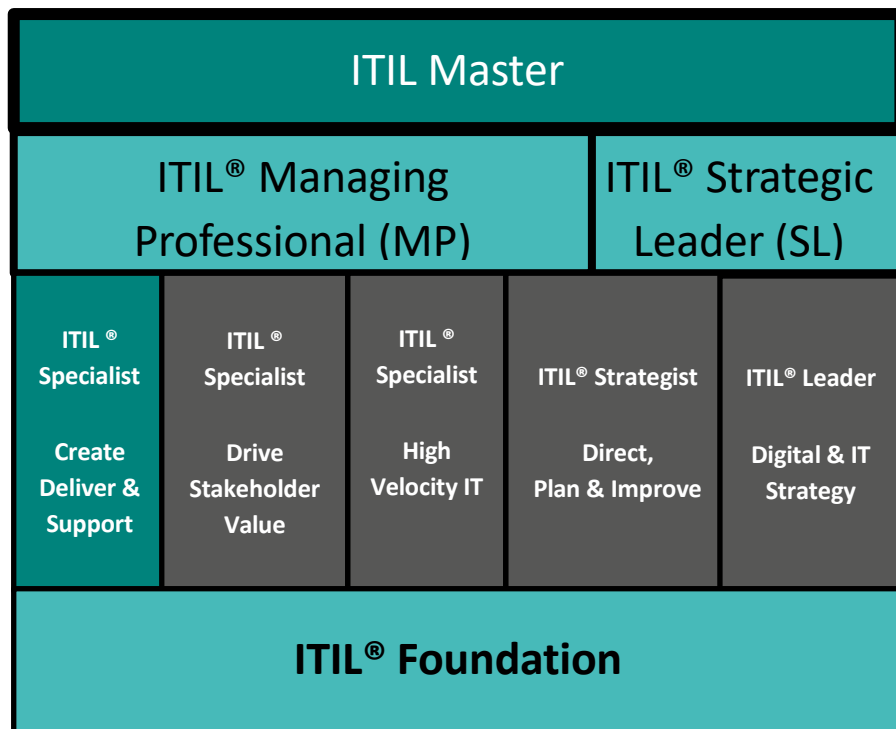 ITIL Master
ITIL® Managing
Professional (MP)
ITIL® Strategic
Leader (SL)
ITIL ®
Specialist
Create
Deliver &
Support
ITIL ®
Specialist
Drive
Stakeholder
Value
ITIL ®
Specialist
High
Velocity IT
ITIL® Strategist
Direct,
Plan & Improve
ITIL® Leader
Digital & IT
Strategy
ITIL® Foundation